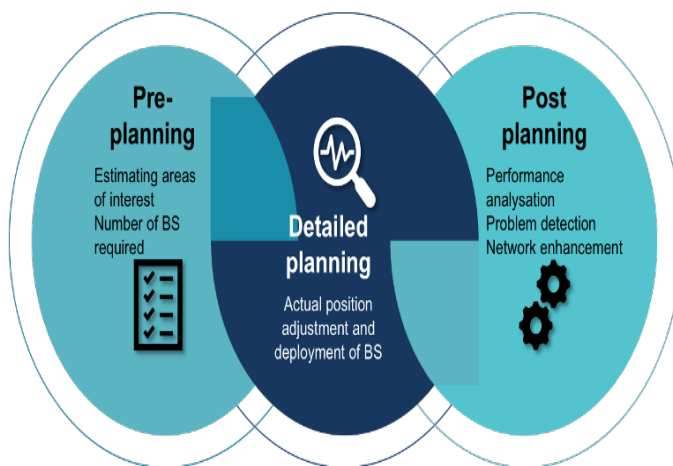 Pre-
planning
Estimating areas
of interest
Number of BS
required
Detailed
planning
Actual position
adjustment and
deployment of BS
Post
planning
Performance
analysation
Problem detection
Network enhancement